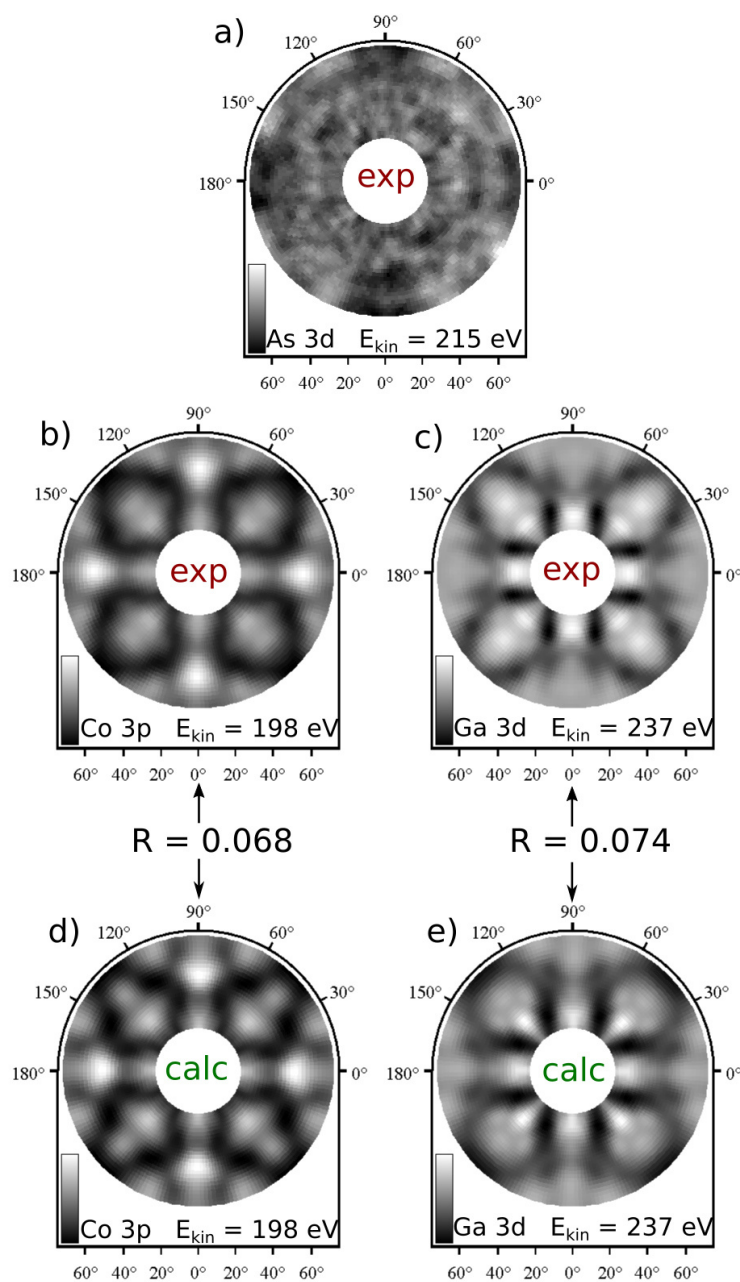 a)
90°
120° 60°
150° 30°
180° exp 0°
As 3d E_kin = 215 eV
60° 40° 20° 0° 20° 40° 60°
b) c)
90° 90°
120° 60° 120° 60°
150° 30° 150° 30°
180° exp 0° 180° exp 0°
Co 3p E_kin = 198 eV Ga 3d E_kin = 237 eV
60° 40° 20° 0° 20° 40° 60° 60° 40° 20° 0° 20° 40° 60°
R = 0.068 R = 0.074
d) e)
90° 90°
120° 60° 120° 60°
150° 30° 150° 30°
180° calc 0° 180° calc 0°
Co 3p E_kin = 198 eV Ga 3d E_kin = 237 eV
60° 40° 20° 0° 20° 40° 60° 60° 40° 20° 0° 20° 40° 60°